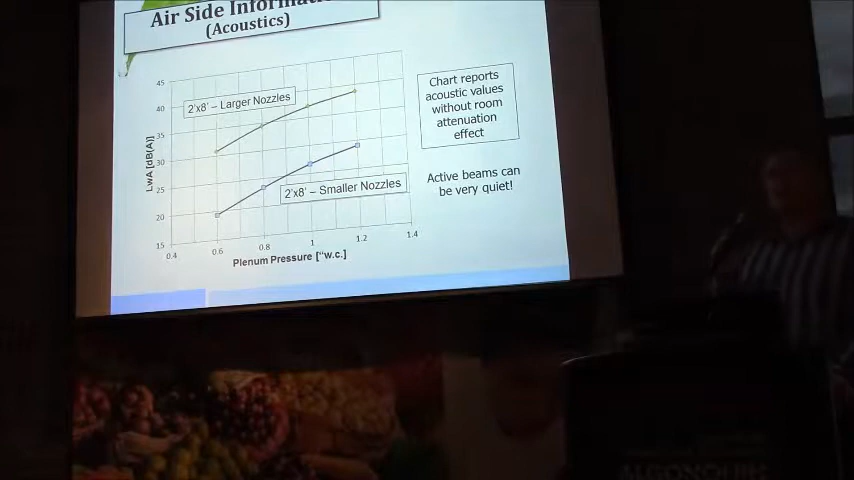 Air Side
(Acoustics)
45
40
35
30
25
20
15
LwA [dB(A)]
2'x8' – Larger Nozzles
2'x8' – Smaller Nozzles
0.4
0.6
0.8
1
1.2
1.4
Plenum Pressure ["w.c.]
Chart reports
acoustic values
without room
attenuation
effect
Active beams can
be very quiet!
ALGONQUIN